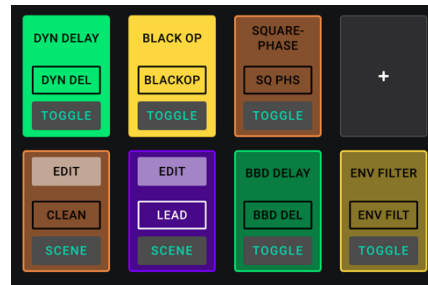 DYN DELAY
DYN DEL
TOGGLE
BLACK OP
BLACKOP
TOGGLE
SQUARE-
PHASE
SQ PHS
TOGGLE
+
EDIT
CLEAN
SCENE
EDIT
LEAD
SCENE
BBD DELAY
BBD DEL
TOGGLE
ENV FILTER
ENV FILT
TOGGLE